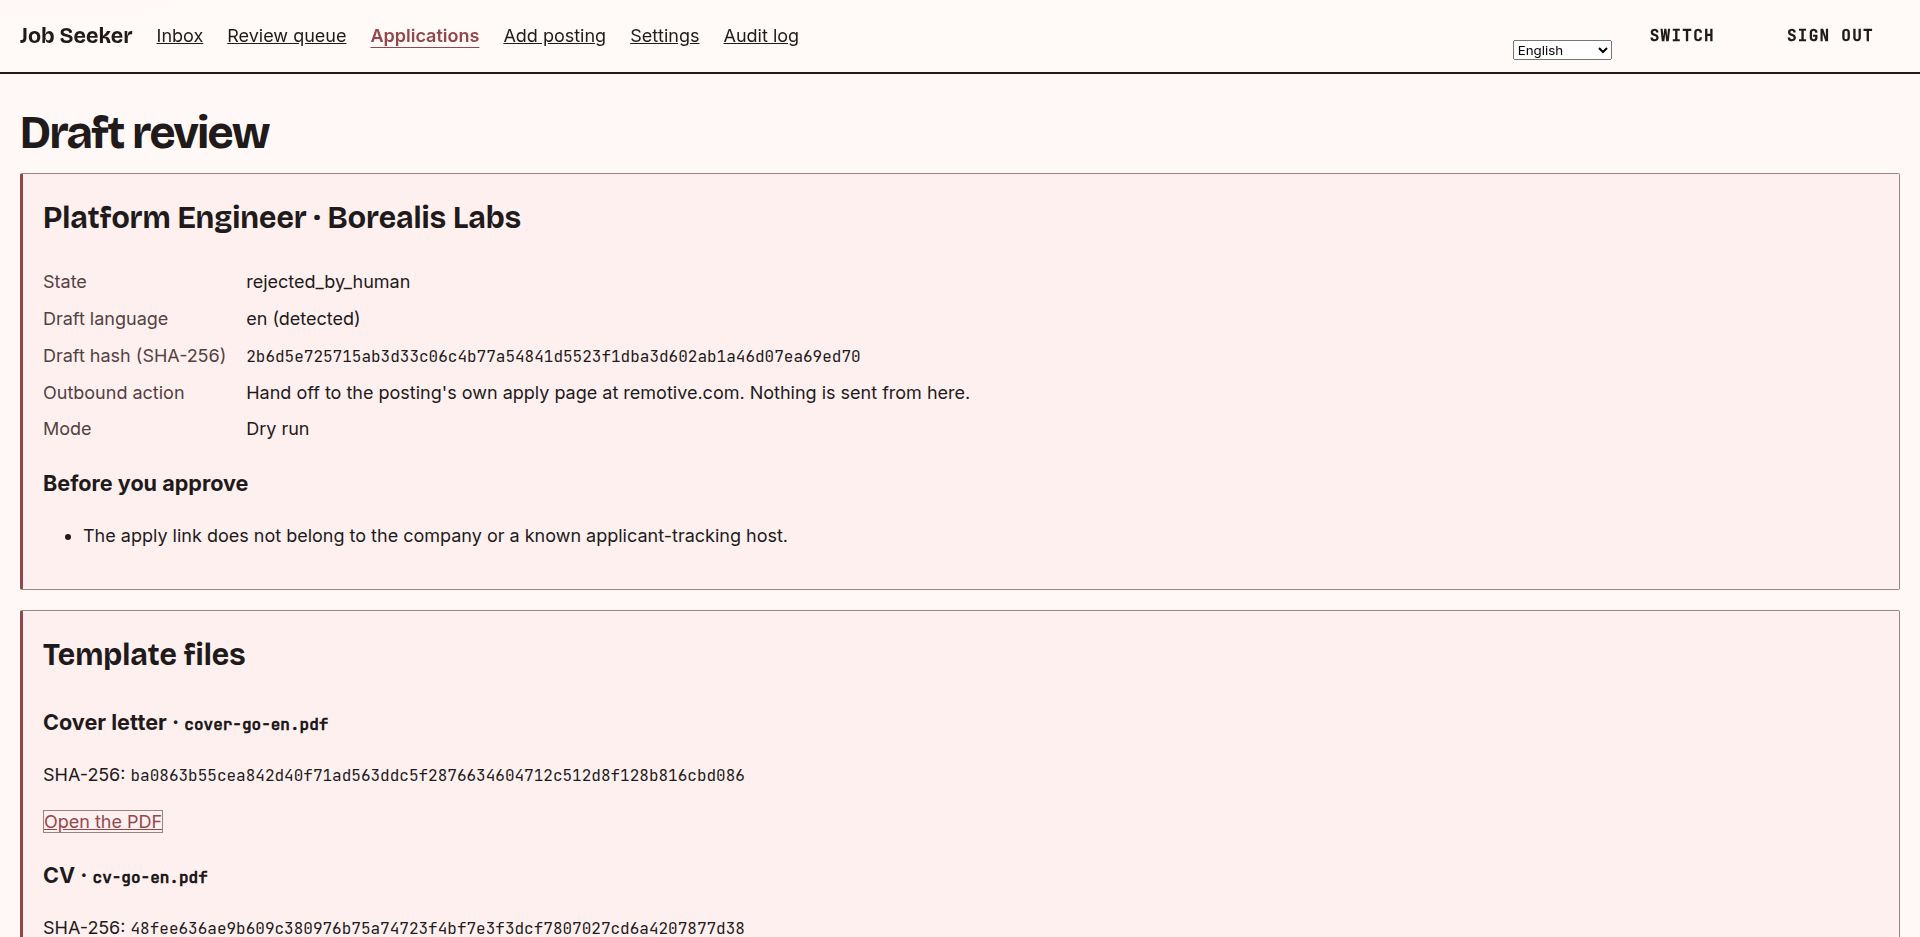 Job Seeker Inbox Review queue Applications Add posting Settings Audit log English SWITCH SIGN OUT
Draft review
Platform Engineer · Borealis Labs
State rejected_by_human
Draft language en (detected)
Draft hash (SHA-256) 2b6d5e725715ab3d33c06c4b77a54841d5523f1dba3d602ab1a46d07ea69ed70
Outbound action Hand off to the posting's own apply page at remotive.com. Nothing is sent from here.
Mode Dry run
Before you approve
• The apply link does not belong to the company or a known applicant-tracking host.
Template files
Cover letter · cover-go-en.pdf
SHA-256: ba0863b55cea842d40f71ad563ddc5f2876634604712c512d8f128b816cbd086
Open the PDF
CV · cv-go-en.pdf
SHA-256: 48fee636ae9b609c380976b75a74723f4bf7e3f3dcf7807027cd6a4207877d38